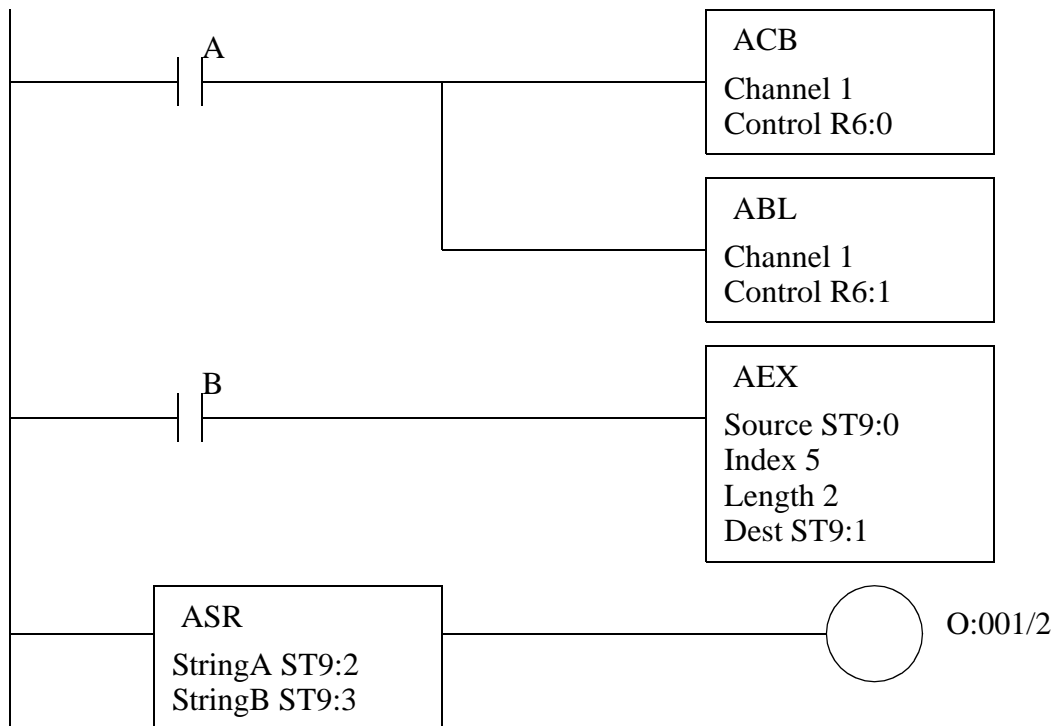 A
ACB
Channel 1
Control R6:0
ABL
Channel 1
Control R6:1
B
AEX
Source ST9:0
Index 5
Length 2
Dest ST9:1
ASR
StringA ST9:2
StringB ST9:3
O:001/2